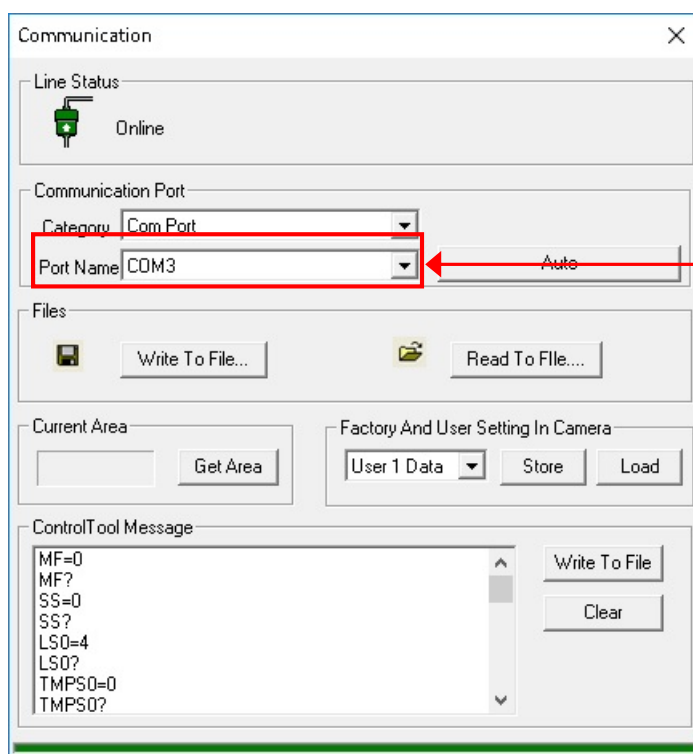 Communication
Line Status
Online
Communication Port
Category Com Port
Port Name COM3
Auto
Files
Write To File...
Read To FIle....
Current Area
Get Area
Factory And User Setting In Camera
User 1 Data
Store
Load
ControlTool Message
MF=0
MF?
SS=0
SS?
LS0=4
LS0?
TMPS0=0
TMPS0?
Write To File
Clear